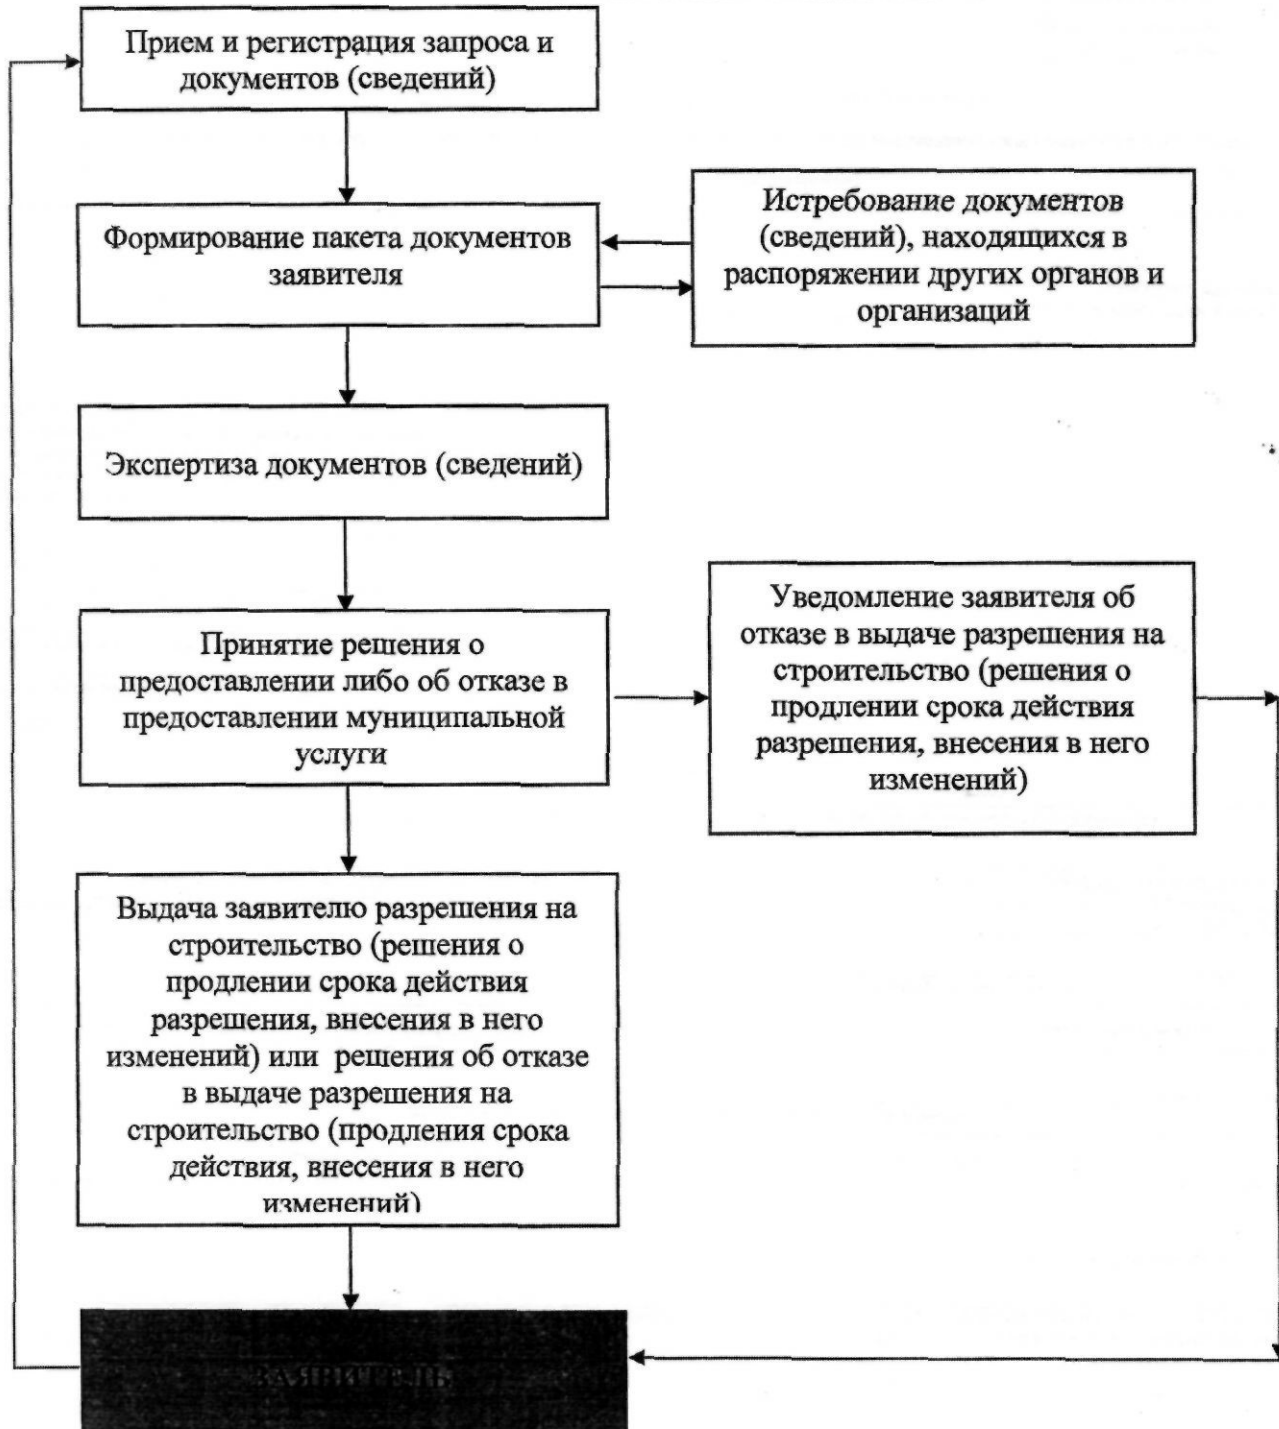 Прием и регистрация запроса и
документов (сведений)
Формирование пакета документов
заявителя
Истребование документов
(сведений), находящихся в
распоряжении других органов и
организаций
Экспертиза документов (сведений)
Принятие решения о
предоставлении либо об отказе в
предоставлении муниципальной
услуги
Уведомление заявителя об
отказе в выдаче разрешения на
строительство (решения о
продлении срока действия
разрешения, внесения в него
изменений)
Выдача заявителю разрешения на
строительство (решения о
продлении срока действия
разрешения, внесения в него
изменений) или решения об отказе
в выдаче разрешения на
строительство (продления срока
действия, внесения в него
изменений)
ЗАЯВИТЕЛЬ